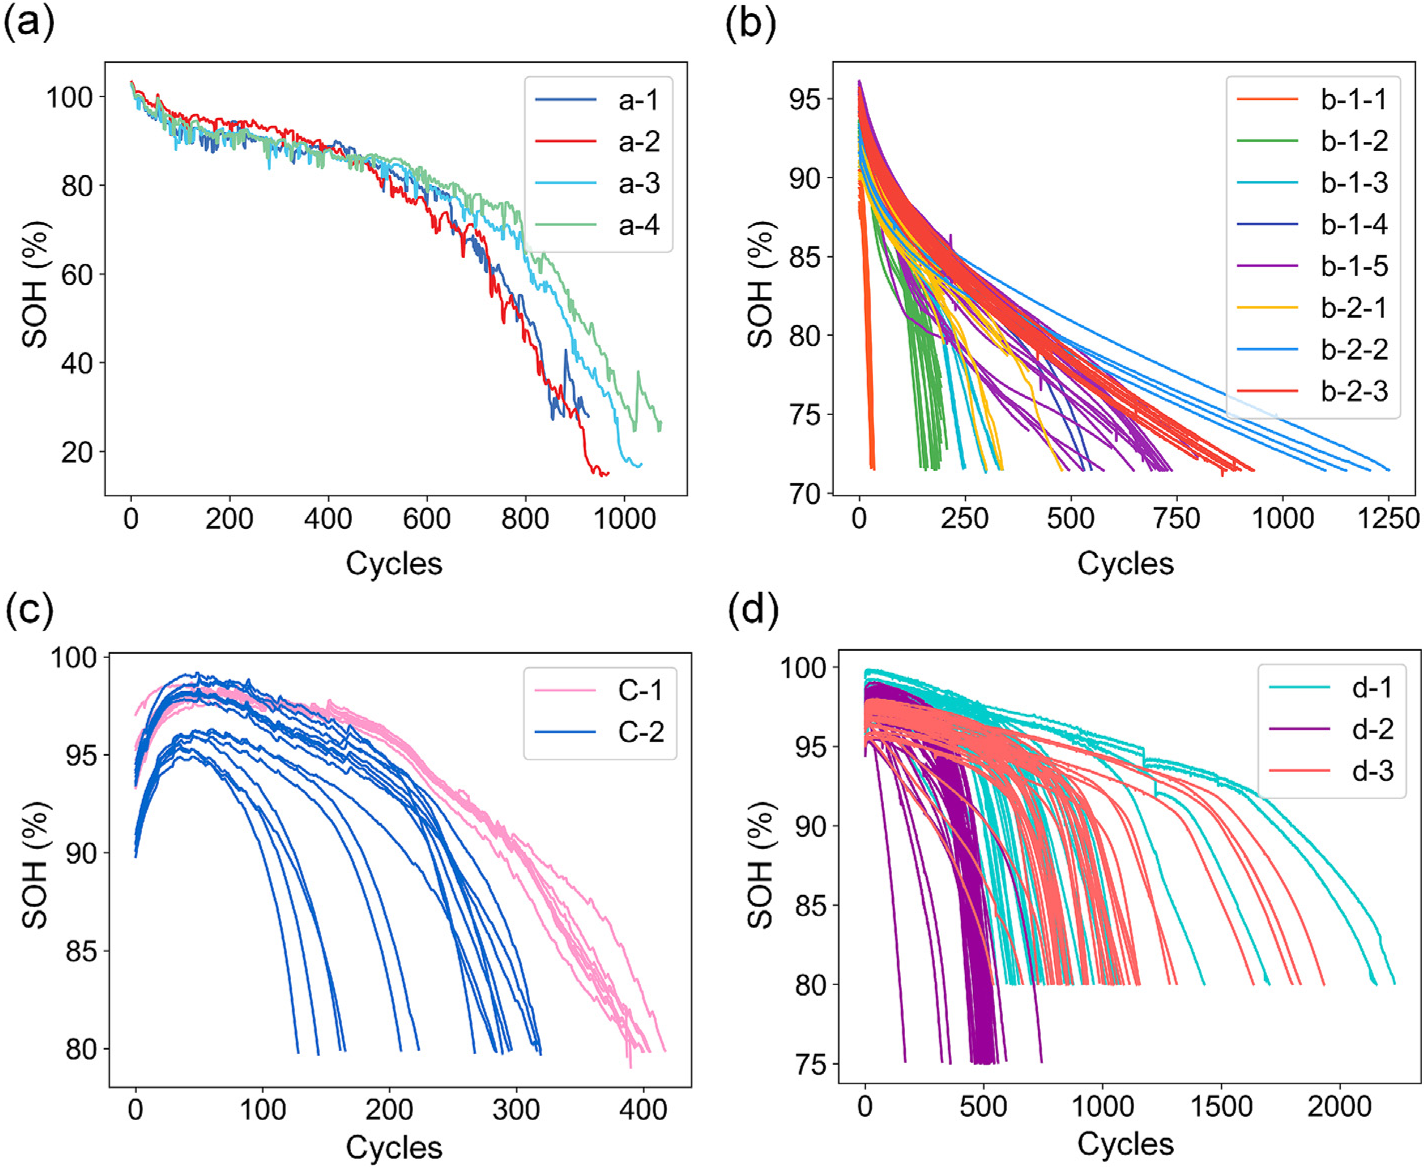 (a)
100
80
60
40
20
SOH (%)
0
200
400
600
800
1000
Cycles
a-1
a-2
a-3
a-4
(b)
95
90
85
80
75
70
SOH (%)
0
250
500
750
1000
1250
Cycles
b-1-1
b-1-2
b-1-3
b-1-4
b-1-5
b-2-1
b-2-2
b-2-3
(c)
100
95
90
85
80
SOH (%)
0
100
200
300
400
Cycles
C-1
C-2
(d)
100
95
90
85
80
75
SOH (%)
0
500
1000
1500
2000
Cycles
d-1
d-2
d-3